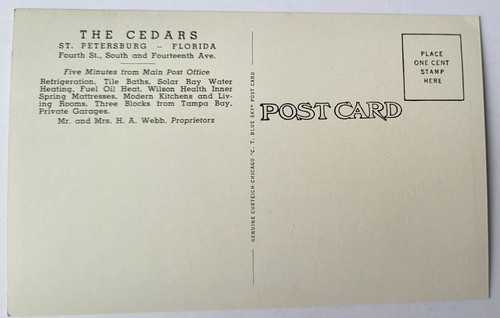 THE CEDARS
ST. PETERSBURG – FLORIDA
Fourth St., South and Fourteenth Ave.
Five Minutes from Main Post Office
Refrigeration, Tile Baths, Solar Ray Water
Heating, Fuel Oil Heat, Wilson Health Inner
Spring Mattresses, Modern Kitchens and Liv-
ing Rooms, Three Blocks from Tampa Bay,
Private Garages.
Mr. and Mrs. H. A. Webb, Proprietors
GENUINE CURTEICH-CHICAGO "C. T. BLUE SKY" POST CARD
POST CARD
PLACE
ONE CENT
STAMP
HERE